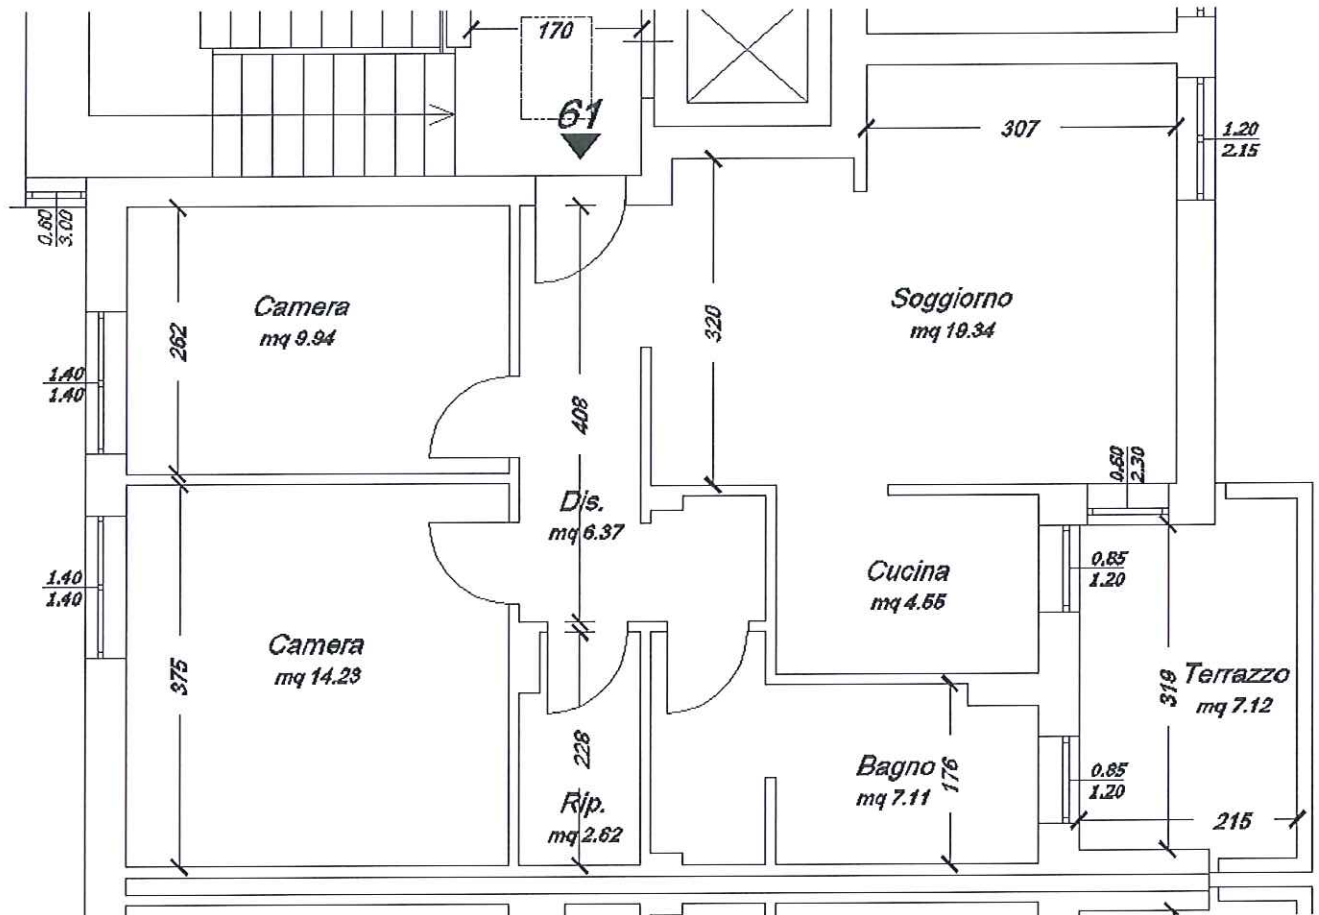 170
61
307
1.20
2.15
0.60
3.00
Camera
mq 9.94
262
320
Soggiorno
mq 19.34
1.40
1.40
408
0.60
2.30
Dis.
mq 6.37
Cucina
mq 4.55
0.85
1.20
1.40
1.40
Camera
mq 14.23
375
319
Terrazzo
mq 7.12
228
Bagno
mq 7.11
176
0.85
1.20
Rip.
mq 2.62
215